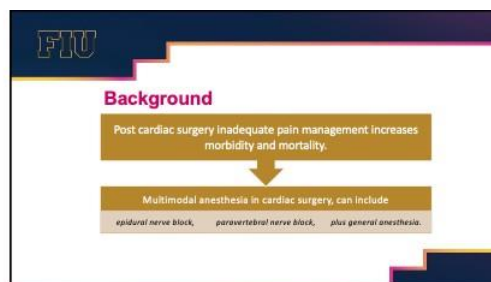 FIU
Background
Post cardiac surgery inadequate pain management increases
morbidity and mortality.
Multimodal anesthesia in cardiac surgery, can include
epidural nerve block, paravertebral nerve block, plus general anesthesia.